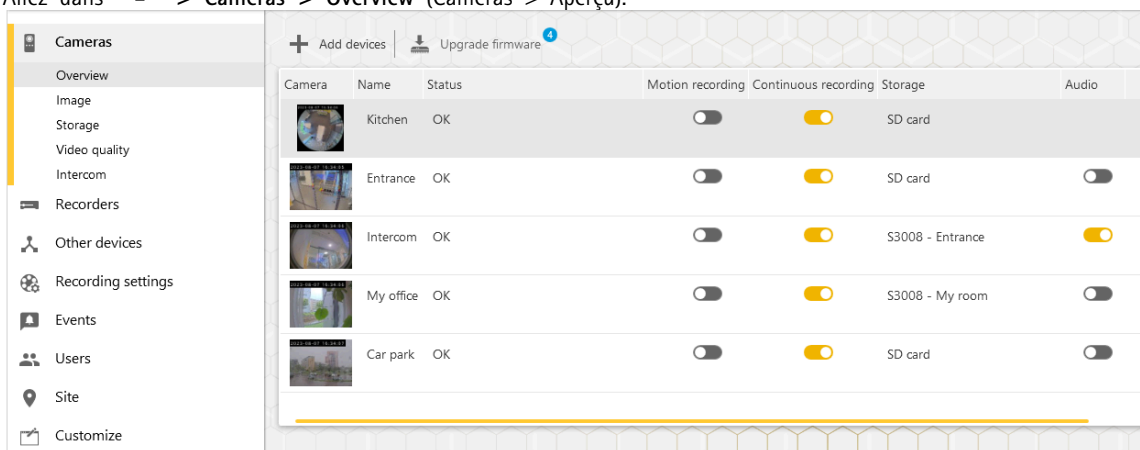 Allez dans > Cameras > Overview (Caméras > Aperçu).
Cameras
Overview
Image
Storage
Video quality
Intercom
Recorders
Other devices
Recording settings
Events
Users
Site
Customize
Add devices Upgrade firmware 4
Camera Name Status Motion recording Continuous recording Storage Audio
Kitchen OK SD card
Entrance OK SD card
Intercom OK S3008 - Entrance
My office OK S3008 - My room
Car park OK SD card